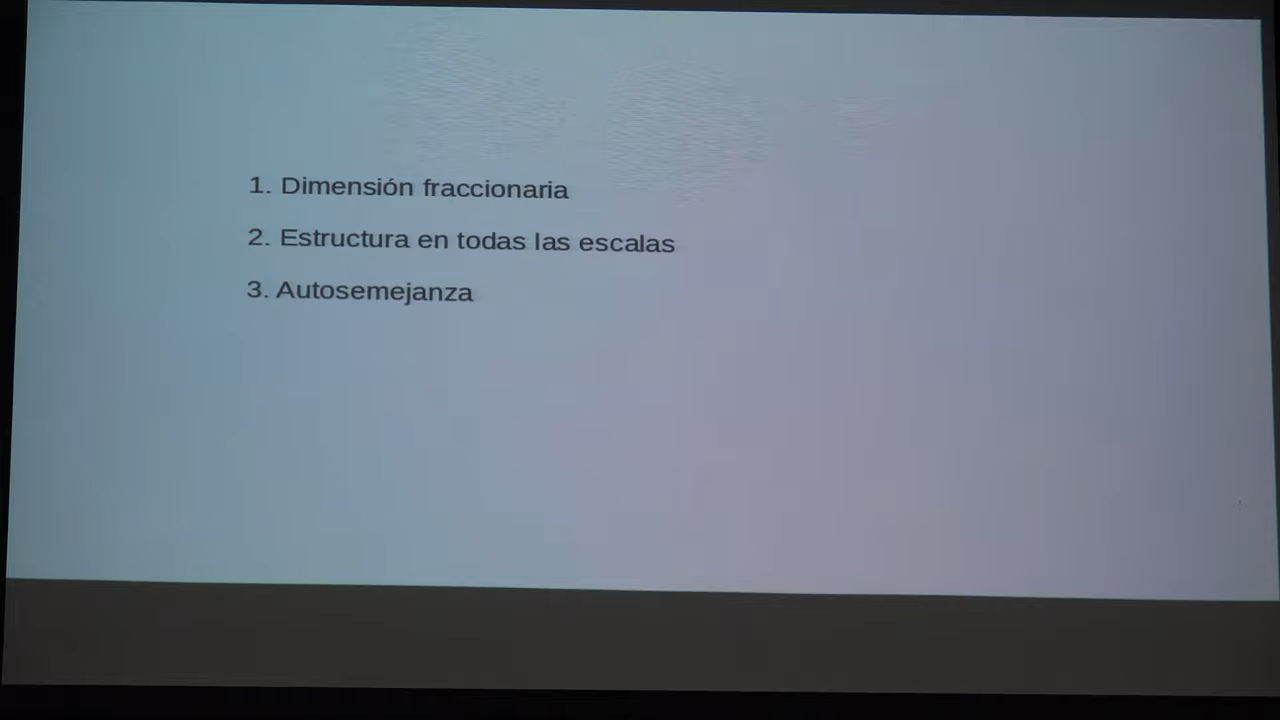 1. Dimensión fraccionaria
2. Estructura en todas las escalas
3. Autosemejanza